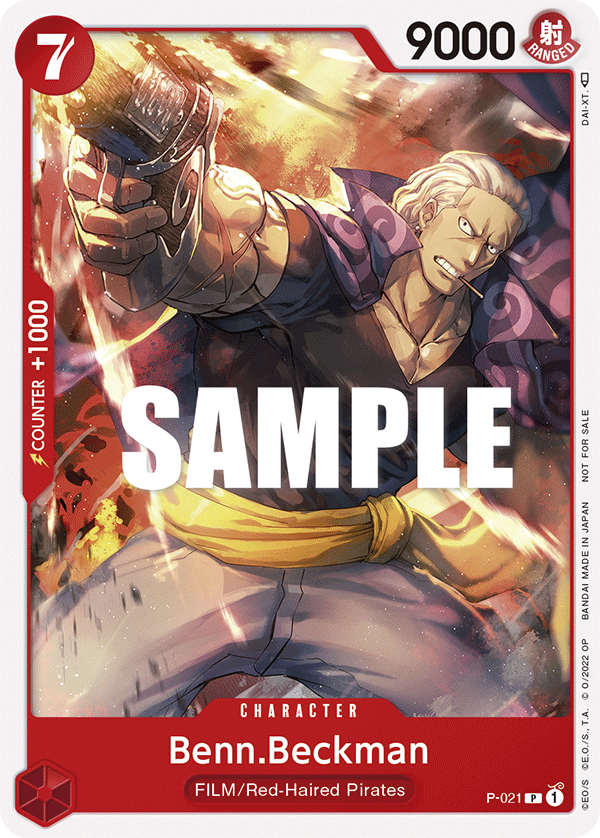 7
9000
射
RANGED
DAI-XT.
COUNTER +1000
SAMPLE
CHARACTER
Benn.Beckman
FILM/Red-Haired Pirates
P-021 P 1
©EO/S ©E.O./S., T.A. © O/2022 OP BANDAI MADE IN JAPAN NOT FOR SALE